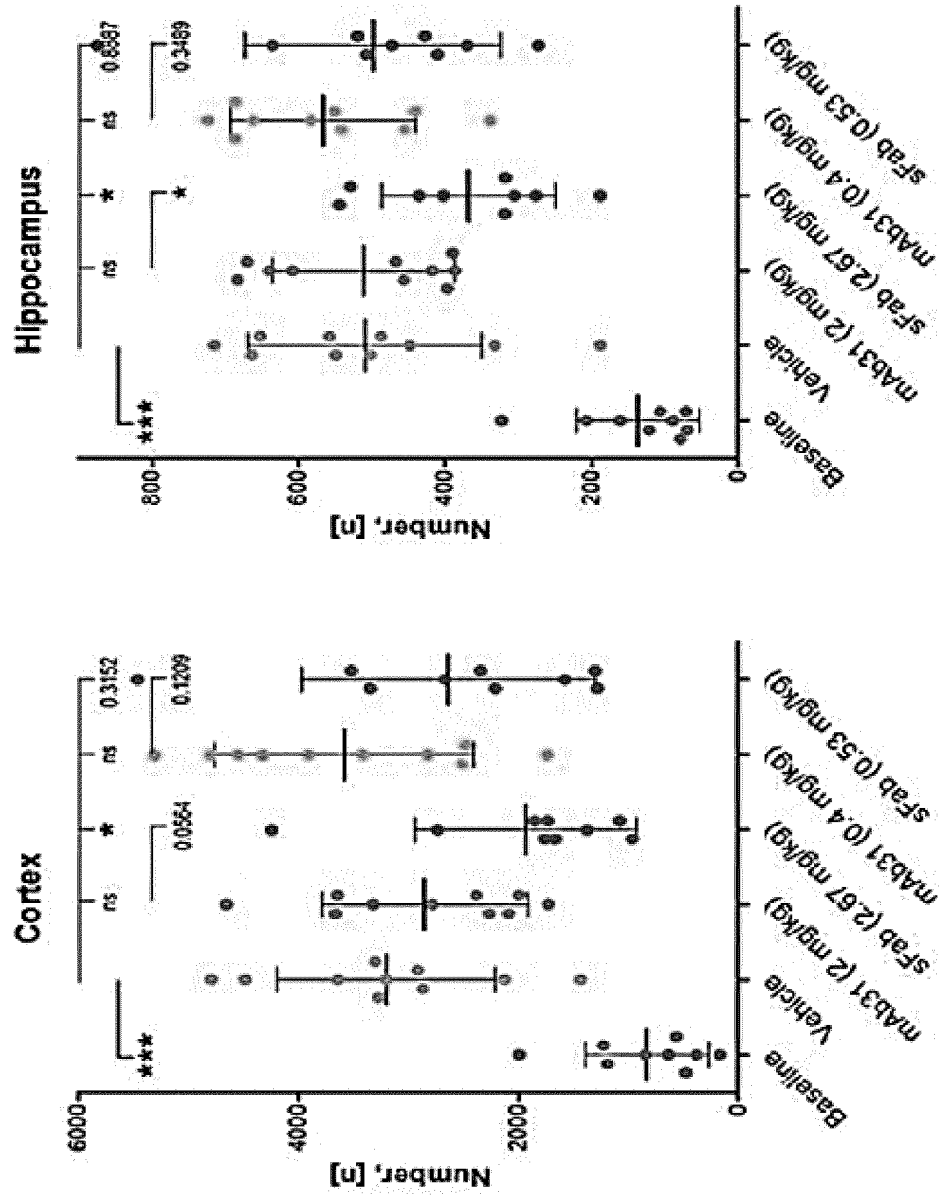 Cortex
***
ns
*
ns
0.3152
0.0564
0.1209
6000
4000
2000
0
Number, [n]
Baseline
Vehicle
mAb31 (2 mg/kg)
sFab (2.67 mg/kg)
mAb31 (0.4 mg/kg)
sFab (0.53 mg/kg)
Hippocampus
***
ns
*
ns
*
0.3489
800
600
400
200
0
Number, [n]
Baseline
Vehicle
mAb31 (2 mg/kg)
sFab (2.67 mg/kg)
mAb31 (0.4 mg/kg)
sFab (0.53 mg/kg)